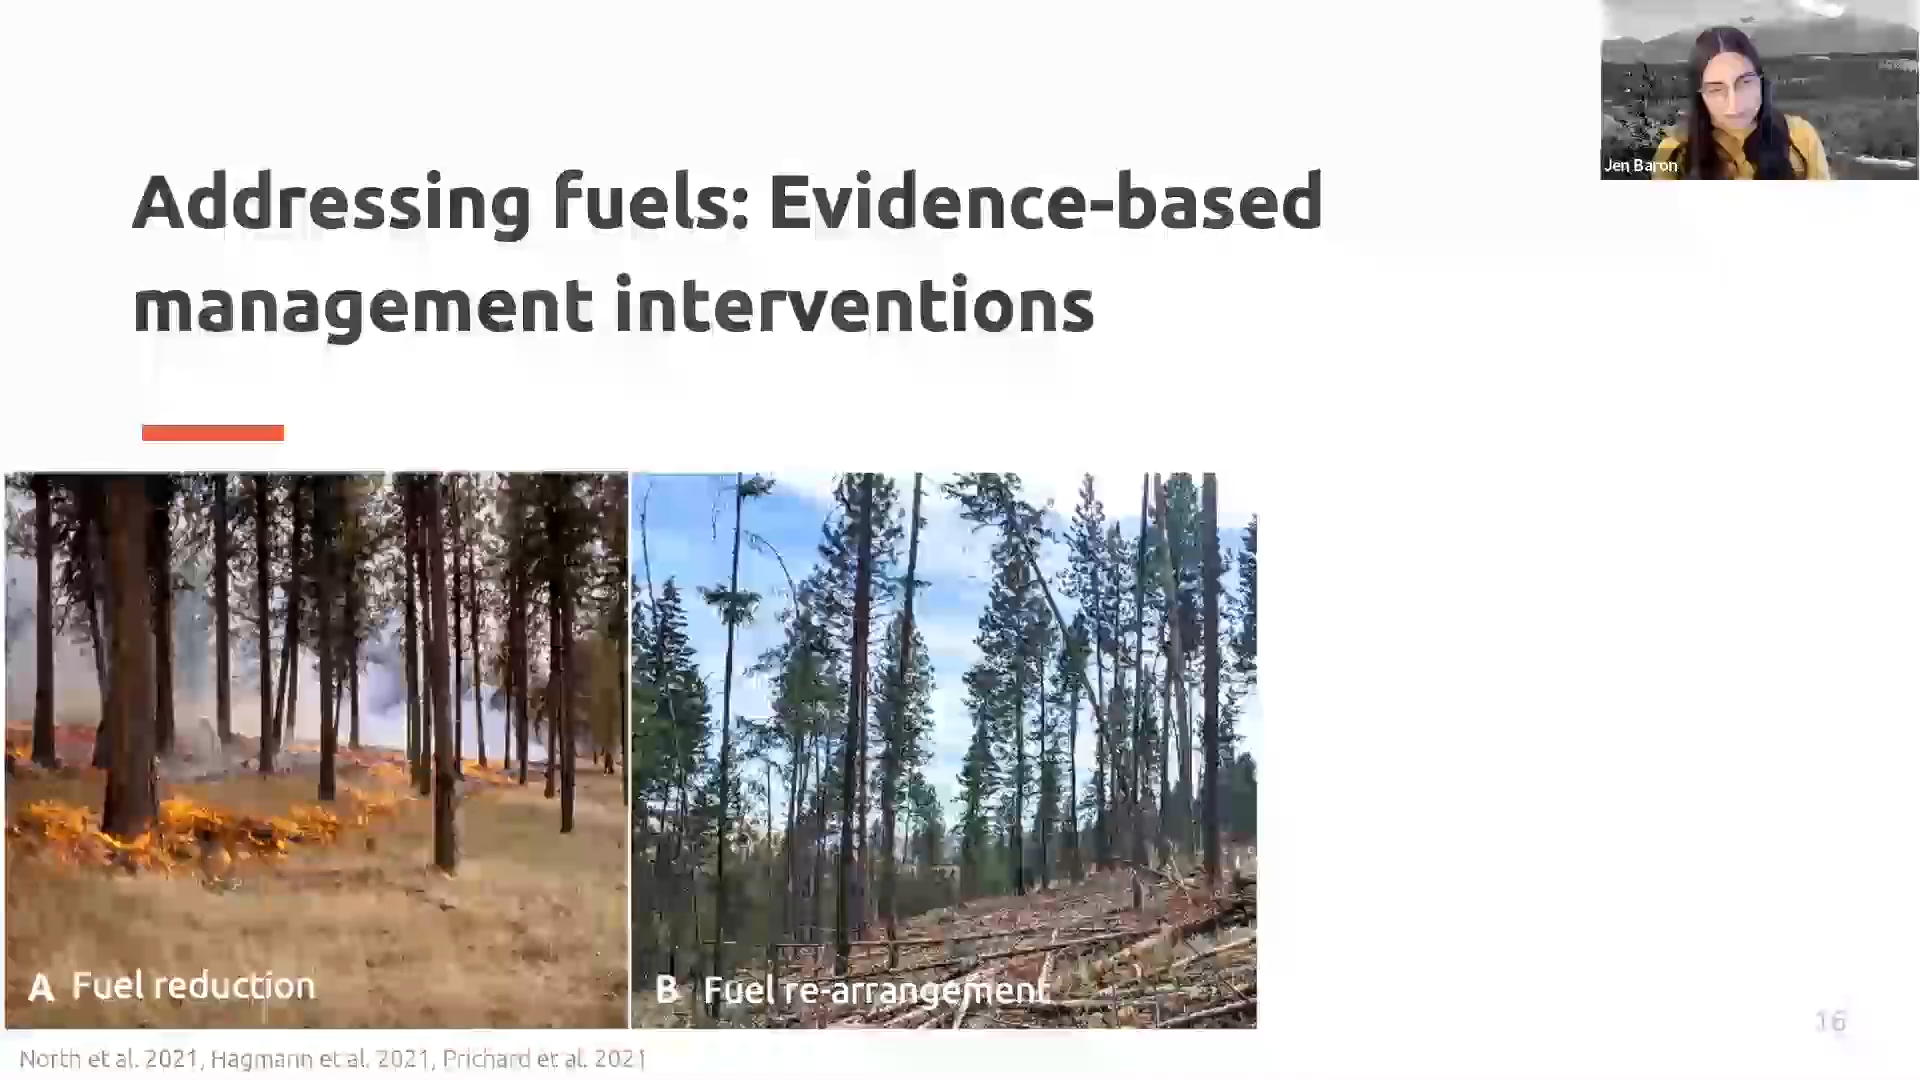 Jen Baron
Addressing fuels: Evidence-based
management interventions
A Fuel reduction
B Fuel re-arrangement
16
North et al. 2021, Hagmann et al. 2021, Prichard et al. 2021